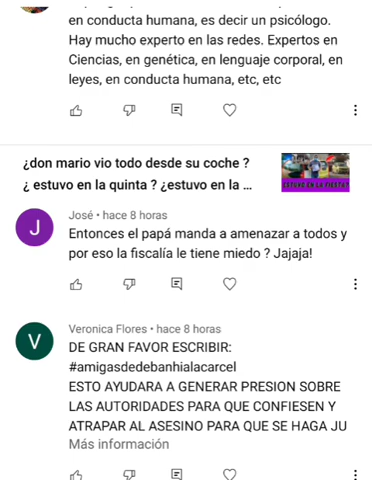 en conducta humana, es decir un psicólogo.
Hay mucho experto en las redes. Expertos en
Ciencias, en genética, en lenguaje corporal, en
leyes, en conducta humana, etc, etc
¿don mario vio todo desde su coche ?
¿ estuvo en la quinta ? ¿estuvo en la ...
ESTUVO EN LA FIESTA?
José • hace 8 horas
J
Entonces el papá manda a amenazar a todos y
por eso la fiscalía le tiene miedo ? Jajaja!
Veronica Flores • hace 8 horas
V
DE GRAN FAVOR ESCRIBIR:
#amigasdedebanhialacarcel
ESTO AYUDARA A GENERAR PRESION SOBRE
LAS AUTORIDADES PARA QUE CONFIESEN Y
ATRAPAR AL ASESINO PARA QUE SE HAGA JU
Más información